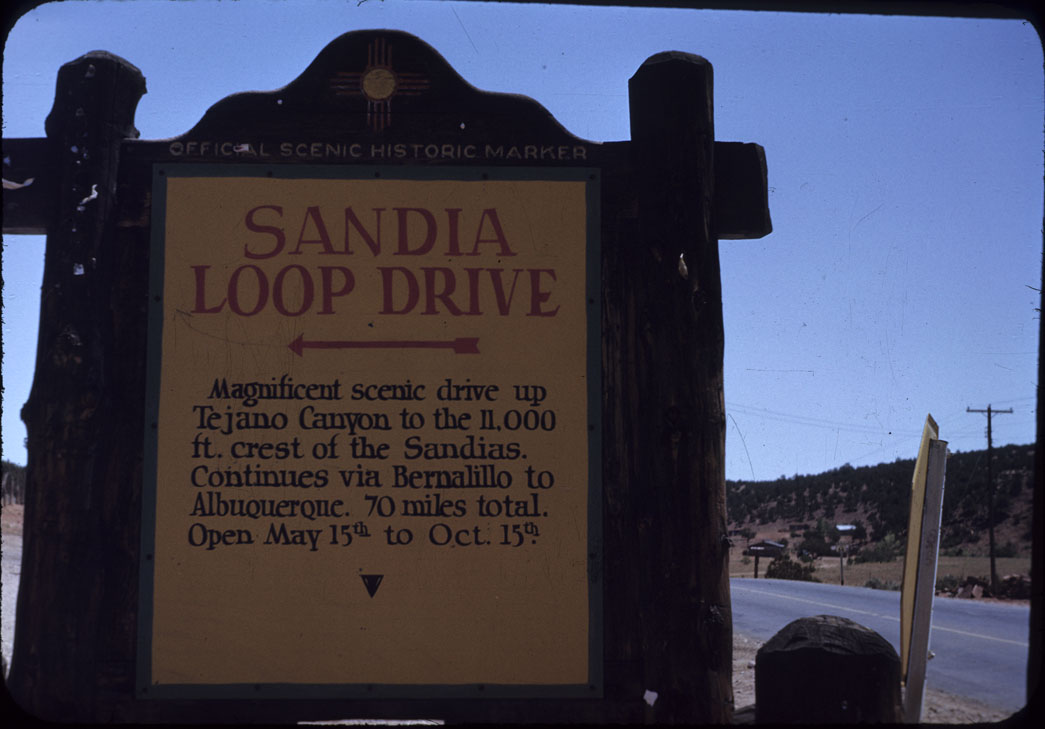 OFFICIAL SCENIC HISTORIC MARKER
SANDIA
LOOP DRIVE
Magnificent scenic drive up
Tejano Canyon to the 11,000
ft. crest of the Sandias.
Continues via Bernalillo to
Albuquerque. 70 miles total.
Open May 15th to Oct. 15th.